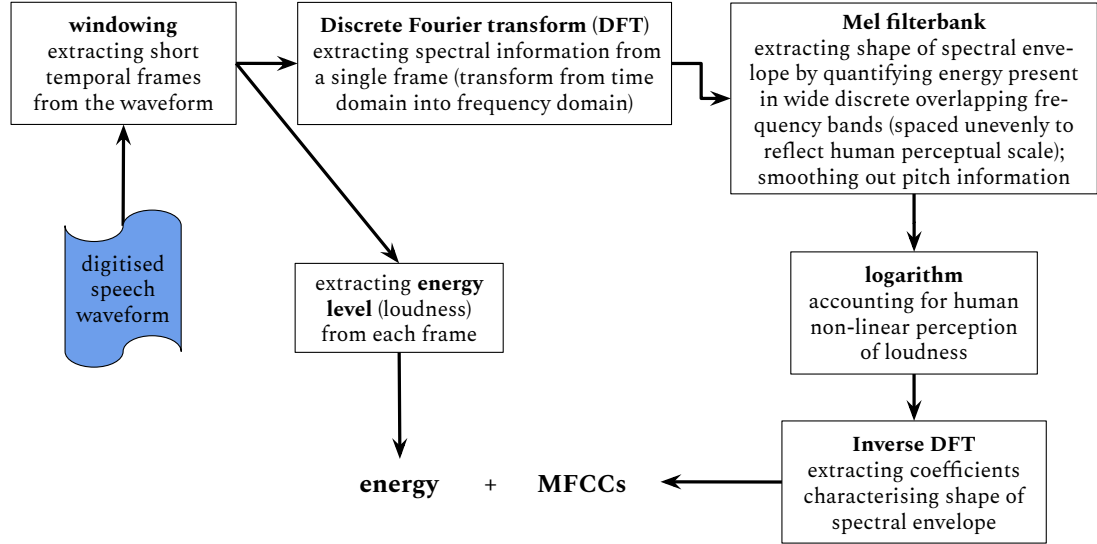 windowing
extracting short
temporal frames
from the waveform
Discrete Fourier transform (DFT)
extracting spectral information from
a single frame (transform from time
domain into frequency domain)
Mel filterbank
extracting shape of spectral enve-
lope by quantifying energy present
in wide discrete overlapping fre-
quency bands (spaced unevenly to
reflect human perceptual scale);
smoothing out pitch information
digitised
speech
waveform
extracting energy
level (loudness)
from each frame
logarithm
accounting for human
non-linear perception
of loudness
Inverse DFT
extracting coefficients
characterising shape of
spectral envelope
energy + MFCCs